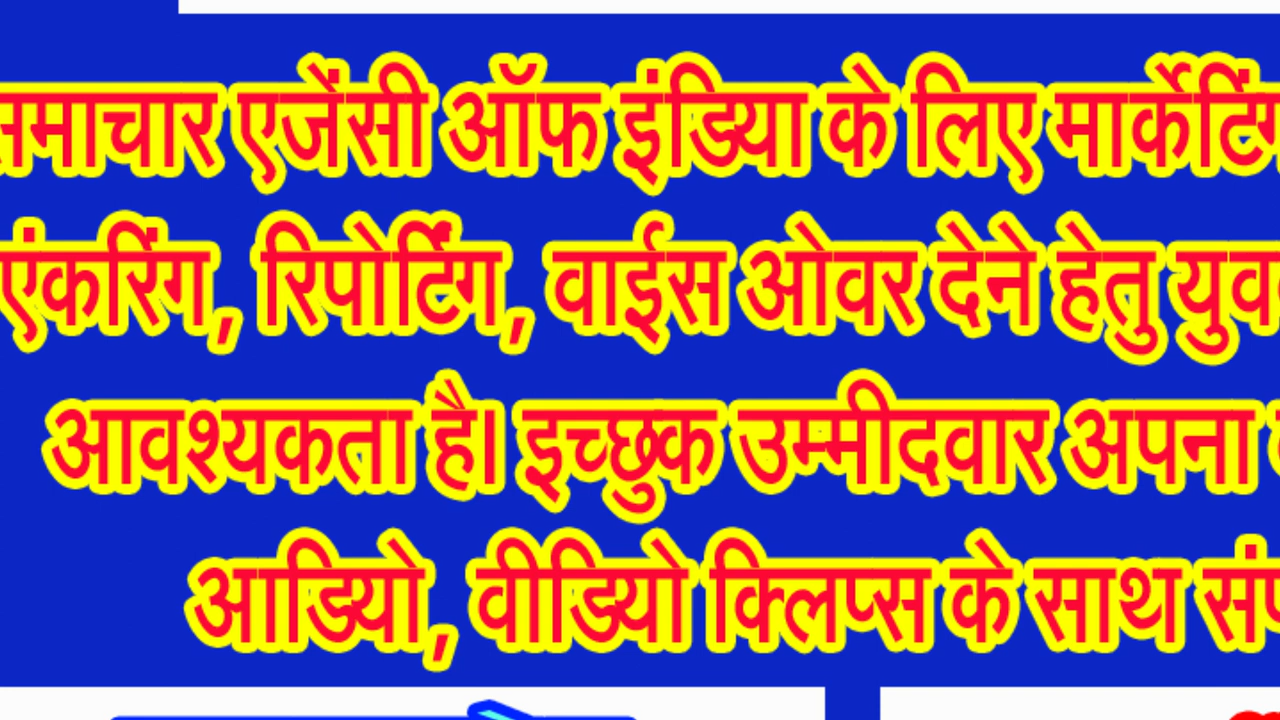 समाचार एजेंसी ऑफ इंडिया के लिए मार्केटिंग
एंकरिंग, रिपोर्टिंग, वाईस ओवर देने हेतु
आवश्यकता है। इच्छुक उम्मीदवार अपना
आडियो, वीडियो क्लिप्स के साथ